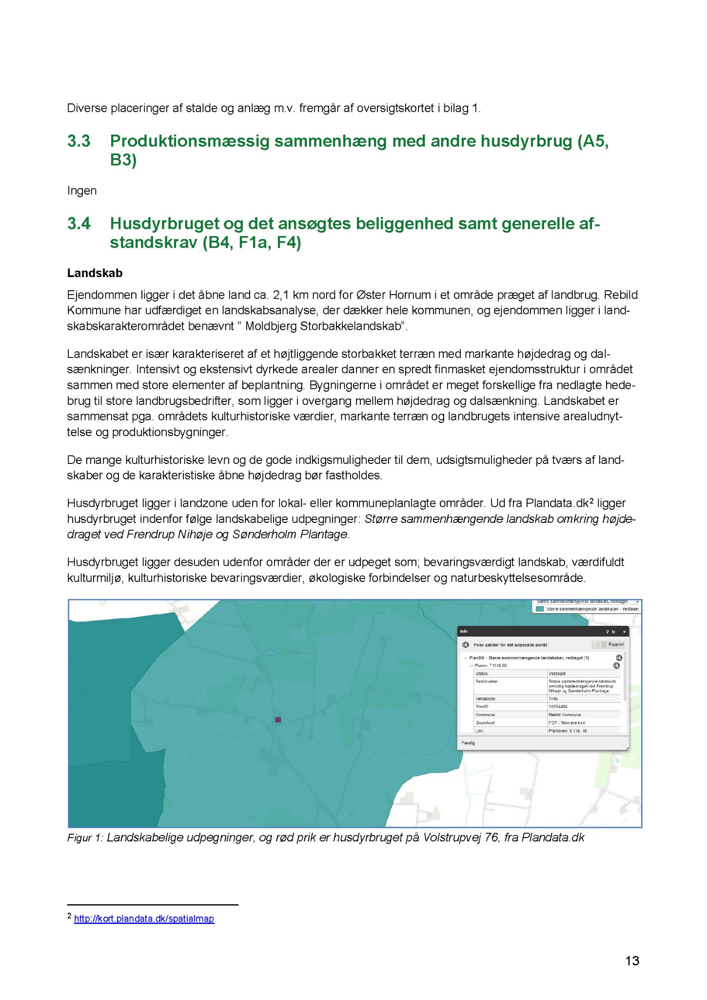 Diverse placeringer af stalde og anlæg m.v. fremgår af oversigtskortet i bilag 1.
3.3 Produktionsmæssig sammenhæng med andre husdyrbrug (A5,
B3)
Ingen
3.4 Husdyrbruget og det ansøgtes beliggenhed samt generelle af-
standskrav (B4, F1a, F4)
Landskab
Ejendommen ligger i det åbne land ca. 2,1 km nord for Øster Hornum i et område præget af landbrug. Rebild
Kommune har udfærdiget en landskabsanalyse, der dækker hele kommunen, og ejendommen ligger i land-
skabskarakterområdet benævnt ” Moldbjerg Storbakkelandskab”.
Landskabet er især karakteriseret af et højtliggende storbakket terræn med markante højdedrag og dal-
sænkninger. Intensivt og ekstensivt dyrkede arealer danner en spredt finmasket ejendomsstruktur i området
sammen med store elementer af beplantning. Bygningerne i området er meget forskellige fra nedlagte hede-
brug til store landbrugsbedrifter, som ligger i overgang mellem højdedrag og dalsænkning. Landskabet er
sammensat pga. områdets kulturhistoriske værdier, markante terræn og landbrugets intensive arealudnyt-
telse og produktionsbygninger.
De mange kulturhistoriske levn og de gode indkigsmuligheder til dem, udsigtsmuligheder på tværs af land-
skaber og de karakteristiske åbne højdedrag bør fastholdes.
Husdyrbruget ligger i landzone uden for lokal- eller kommuneplanlagte områder. Ud fra Plandata.dk² ligger
husdyrbruget indenfor følge landskabelige udpegninger: Større sammenhængende landskab omkring højde-
draget ved Frendrup Nihøje og Sønderholm Plantage.
Husdyrbruget ligger desuden udenfor områder der er udpeget som; bevaringsværdigt landskab, værdifuldt
kulturmiljø, kulturhistoriske bevaringsværdier, økologiske forbindelser og naturbeskyttelsesområde.
Større sammenhængende landskab, vedtaget
Større sammenhængende landskaber - Vedtaget
Info
Hvad gælder for det udpegede punkt Rapport
PlanDK - Større sammenhængende landskaber, vedtaget (1)
Plannr. T1145-02
Status: Vedtaget
Beskrivelse: Større sammenhængende landskab
omkring højdedraget ved Frendrup
Nihøje og Sønderholm Plantage.
Temakode: 1145
PlanID: 10854494
Kommune: Rebild Kommune
Grundkort: FOT / Tekniske kort
Lov: Planloven: § 11a 16
Færdig
Figur 1: Landskabelige udpegninger, og rød prik er husdyrbruget på Volstrupvej 76, fra Plandata.dk
2 http://kort.plandata.dk/spatialmap
13